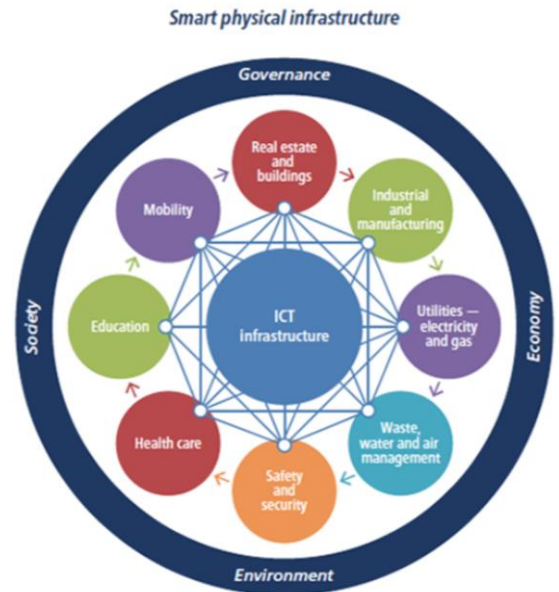 Smart physical infrastructure
Governance
Real estate
and
buildings
Industrial
and
manufacturing
Utilities —
electricity
and gas
Waste,
water and air
management
Safety
and
security
Health care
Education
Mobility
ICT
infrastructure
Society
Economy
Environment